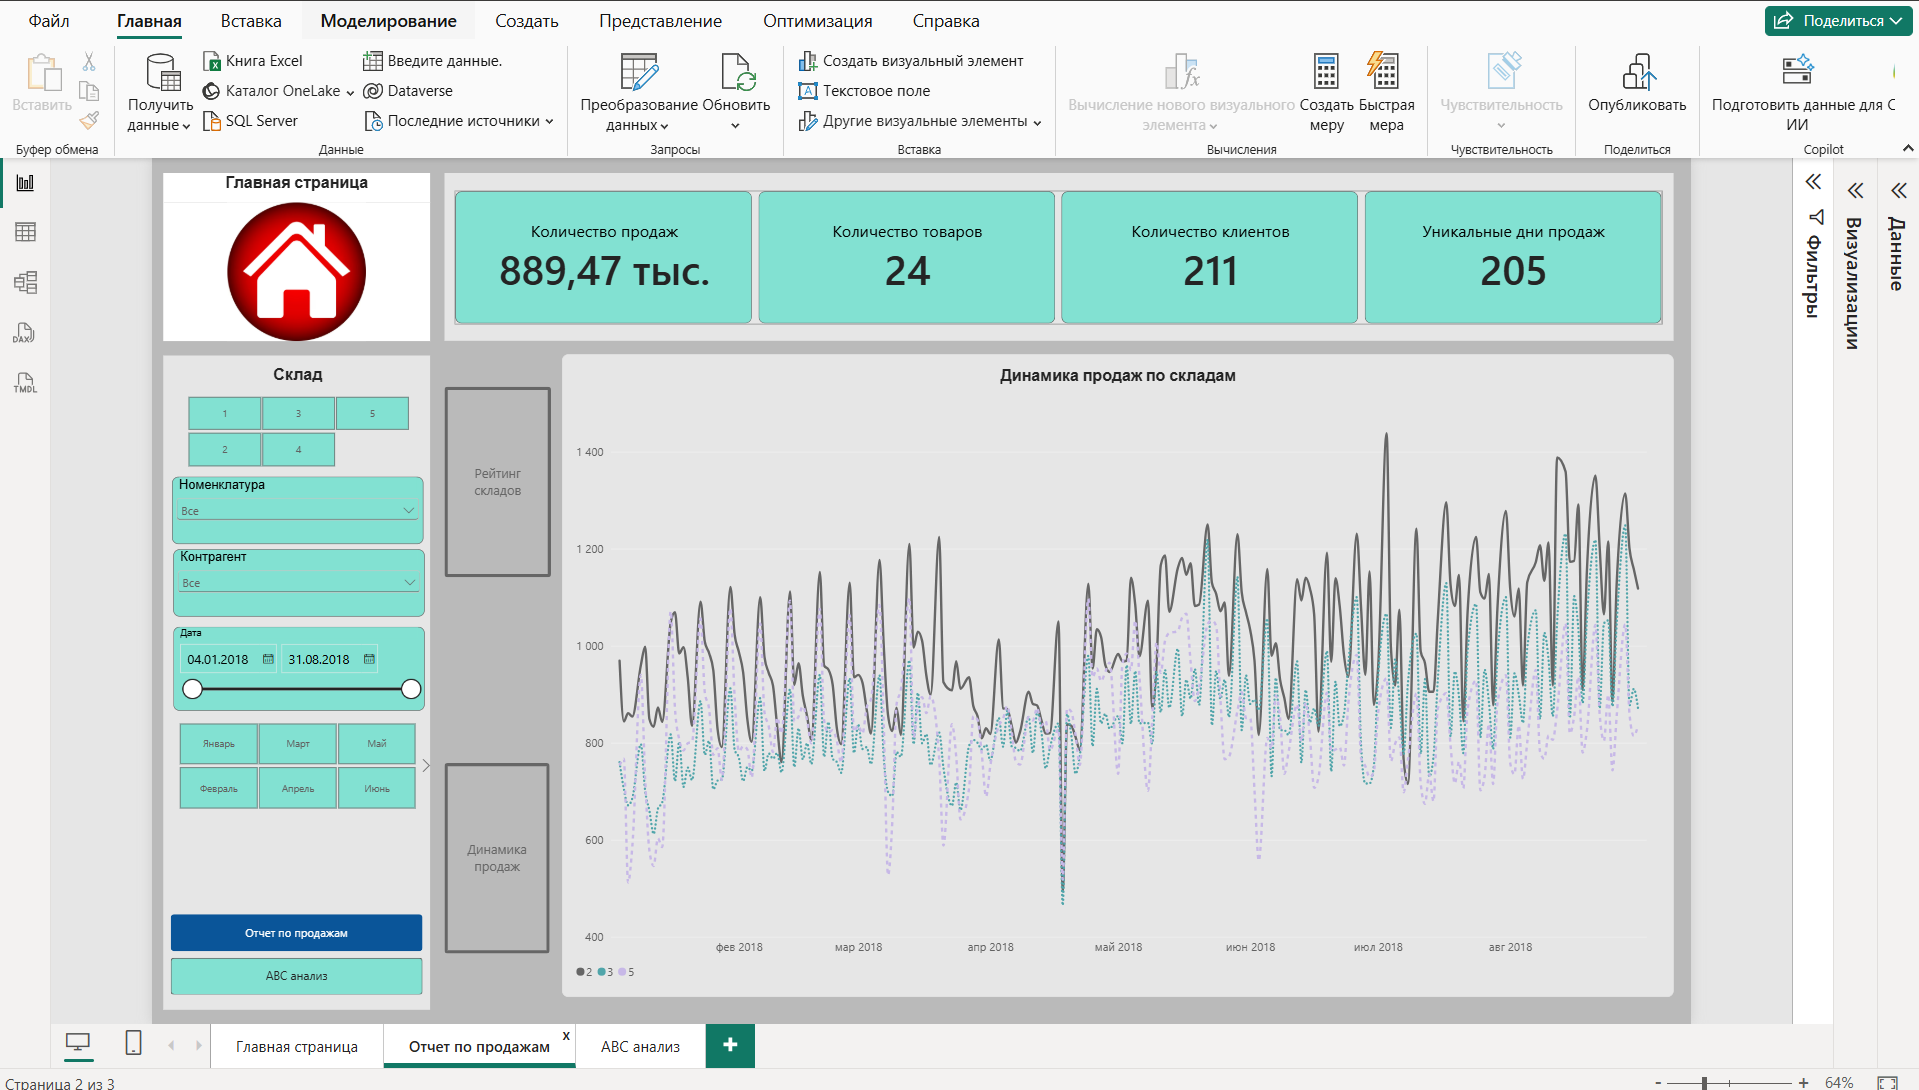 Файл Главная Вставка Моделирование Создать Представление Оптимизация Справка Поделиться
Вставить
Буфер обмена
Получить данные
Книга Excel
Каталог OneLake
SQL Server
Введите данные.
Dataverse
Последние источники
Данные
Преобразование данных
Обновить
Запросы
Создать визуальный элемент
Текстовое поле
Другие визуальные элементы
Вставка
Вычисление нового визуального элемента
Создать меру
Быстрая мера
Вычисления
Чувствительность
Чувствительность
Опубликовать
Поделиться
Подготовить данные для С
ИИ
Copilot
DAX
TMDL
Главная страница
Количество продаж
889,47 тыс.
Количество товаров
24
Количество клиентов
211
Уникальные дни продаж
205
Фильтры
Визуализации
Данные
Склад
1 3 5
2 4
Номенклатура
Все
Контрагент
Все
Дата
04.01.2018 31.08.2018
Январь Март Май
Февраль Апрель Июнь
Отчет по продажам
АВС анализ
Рейтинг
складов
Динамика
продаж
Динамика продаж по складам
1 400
1 200
1 000
800
600
400
фев 2018 мар 2018 апр 2018 май 2018 июн 2018 июл 2018 авг 2018
2 3 5
Главная страница Отчет по продажам x АВС анализ +
Страница 2 из 3
- + 64%